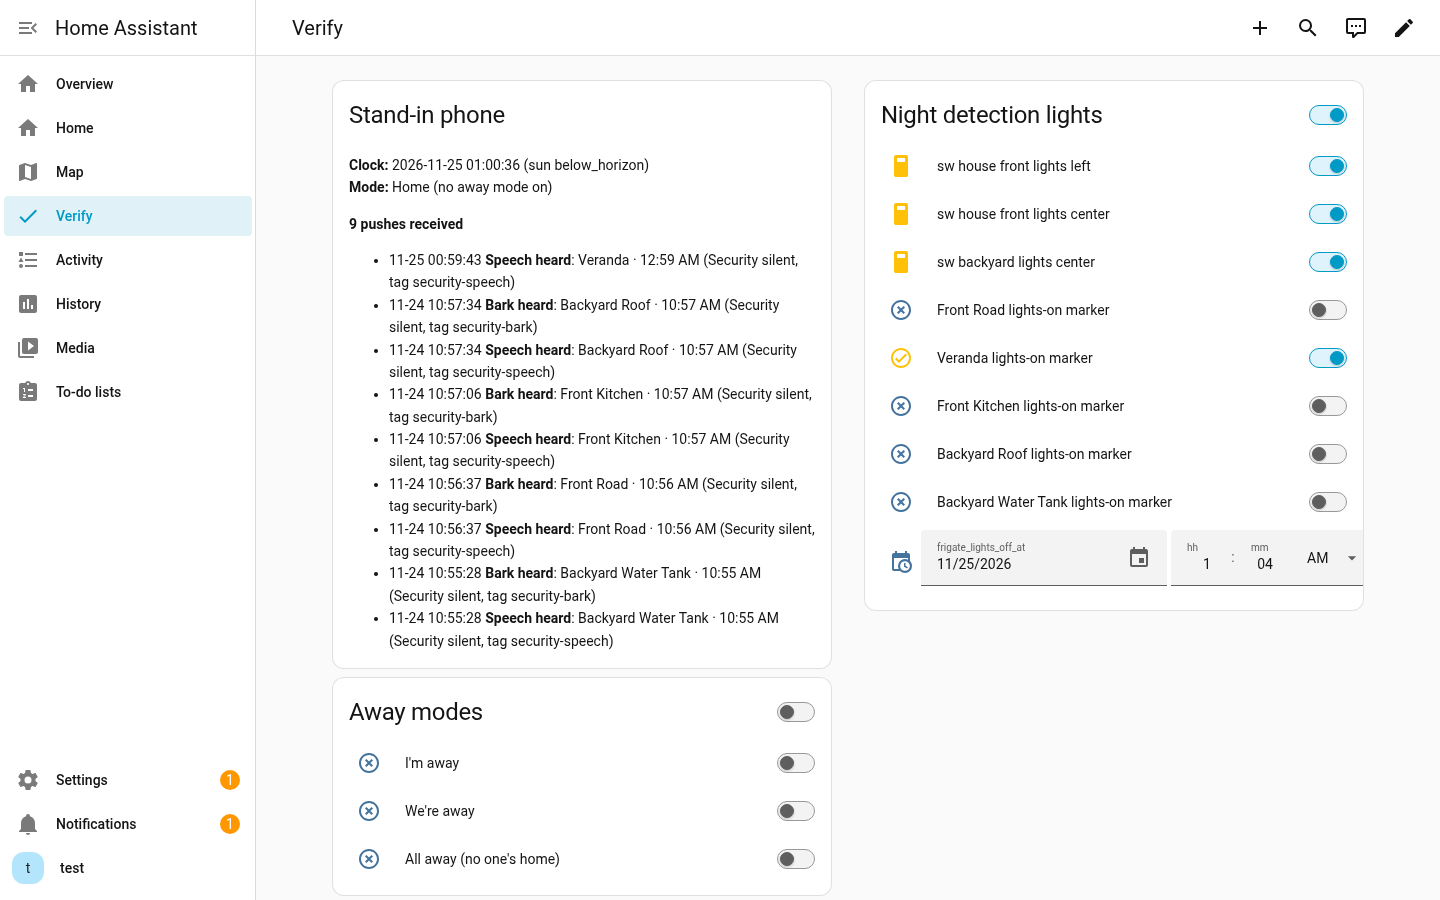 Home Assistant
Verify
Overview
Home
Map
Verify
Activity
History
Media
To-do lists
Settings
1
Notifications
1
t
test
Stand-in phone
Clock: 2026-11-25 01:00:36 (sun below_horizon)
Mode: Home (no away mode on)
9 pushes received
• 11-25 00:59:43 Speech heard: Veranda · 12:59 AM (Security silent,
tag security-speech)
• 11-24 10:57:34 Bark heard: Backyard Roof · 10:57 AM (Security
silent, tag security-bark)
• 11-24 10:57:34 Speech heard: Backyard Roof · 10:57 AM (Security
silent, tag security-speech)
• 11-24 10:57:06 Bark heard: Front Kitchen · 10:57 AM (Security silent,
tag security-bark)
• 11-24 10:57:06 Speech heard: Front Kitchen · 10:57 AM (Security
silent, tag security-speech)
• 11-24 10:56:37 Bark heard: Front Road · 10:56 AM (Security silent,
tag security-bark)
• 11-24 10:56:37 Speech heard: Front Road · 10:56 AM (Security silent,
tag security-speech)
• 11-24 10:55:28 Bark heard: Backyard Water Tank · 10:55 AM
(Security silent, tag security-bark)
• 11-24 10:55:28 Speech heard: Backyard Water Tank · 10:55 AM
(Security silent, tag security-speech)
Away modes
I'm away
We're away
All away (no one's home)
Night detection lights
sw house front lights left
sw house front lights center
sw backyard lights center
Front Road lights-on marker
Veranda lights-on marker
Front Kitchen lights-on marker
Backyard Roof lights-on marker
Backyard Water Tank lights-on marker
frigate_lights_off_at
11/25/2026
hh
1
:
mm
04
AM